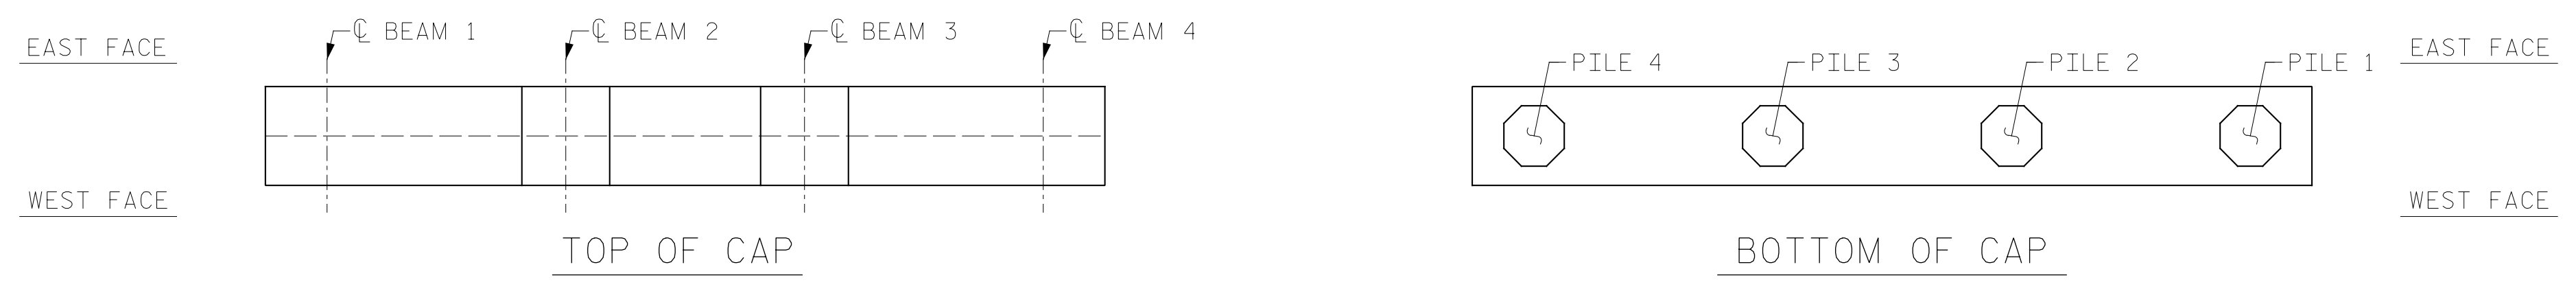 EAST FACE
℄ BEAM 1
℄ BEAM 2
℄ BEAM 3
℄ BEAM 4
WEST FACE
TOP OF CAP
PILE 4
PILE 3
PILE 2
PILE 1
EAST FACE
WEST FACE
BOTTOM OF CAP